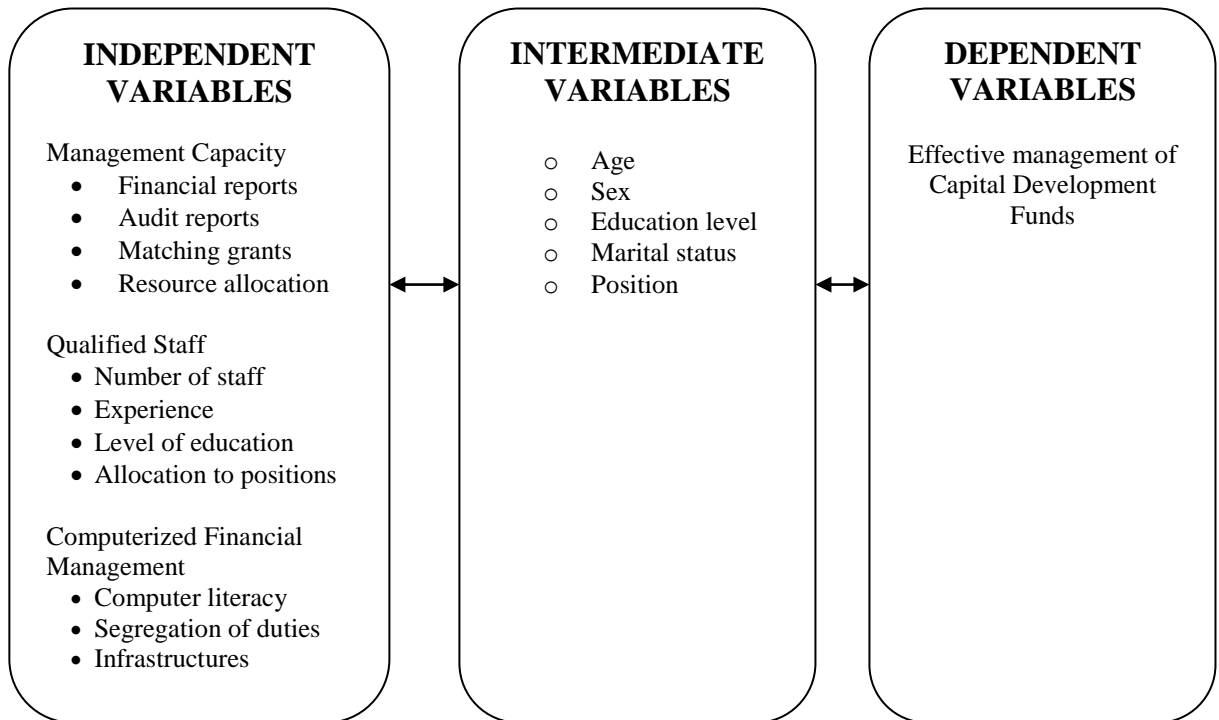 INDEPENDENT
VARIABLES
Management Capacity
• Financial reports
• Audit reports
• Matching grants
• Resource allocation
Qualified Staff
• Number of staff
• Experience
• Level of education
• Allocation to positions
Computerized Financial
Management
• Computer literacy
• Segregation of duties
• Infrastructures
INTERMEDIATE
VARIABLES
o Age
o Sex
o Education level
o Marital status
o Position
DEPENDENT
VARIABLES
Effective management of
Capital Development
Funds